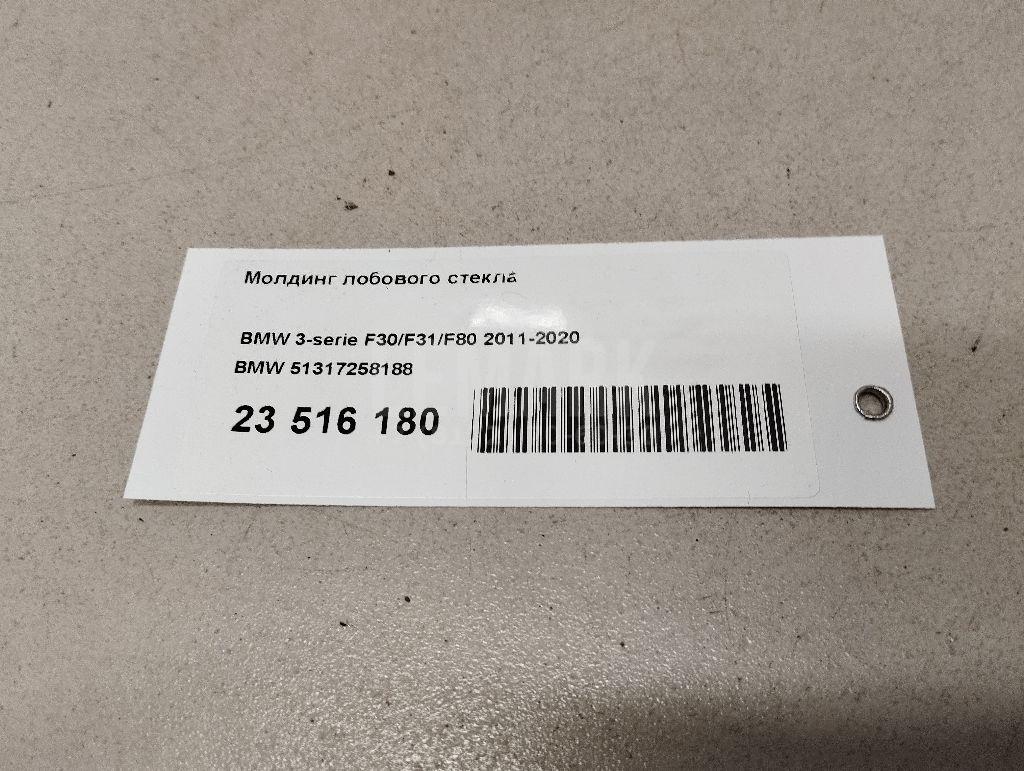 Молдинг лобового стекла
BMW 3-serie F30/F31/F80 2011-2020
BMW 51317258188
23 516 180